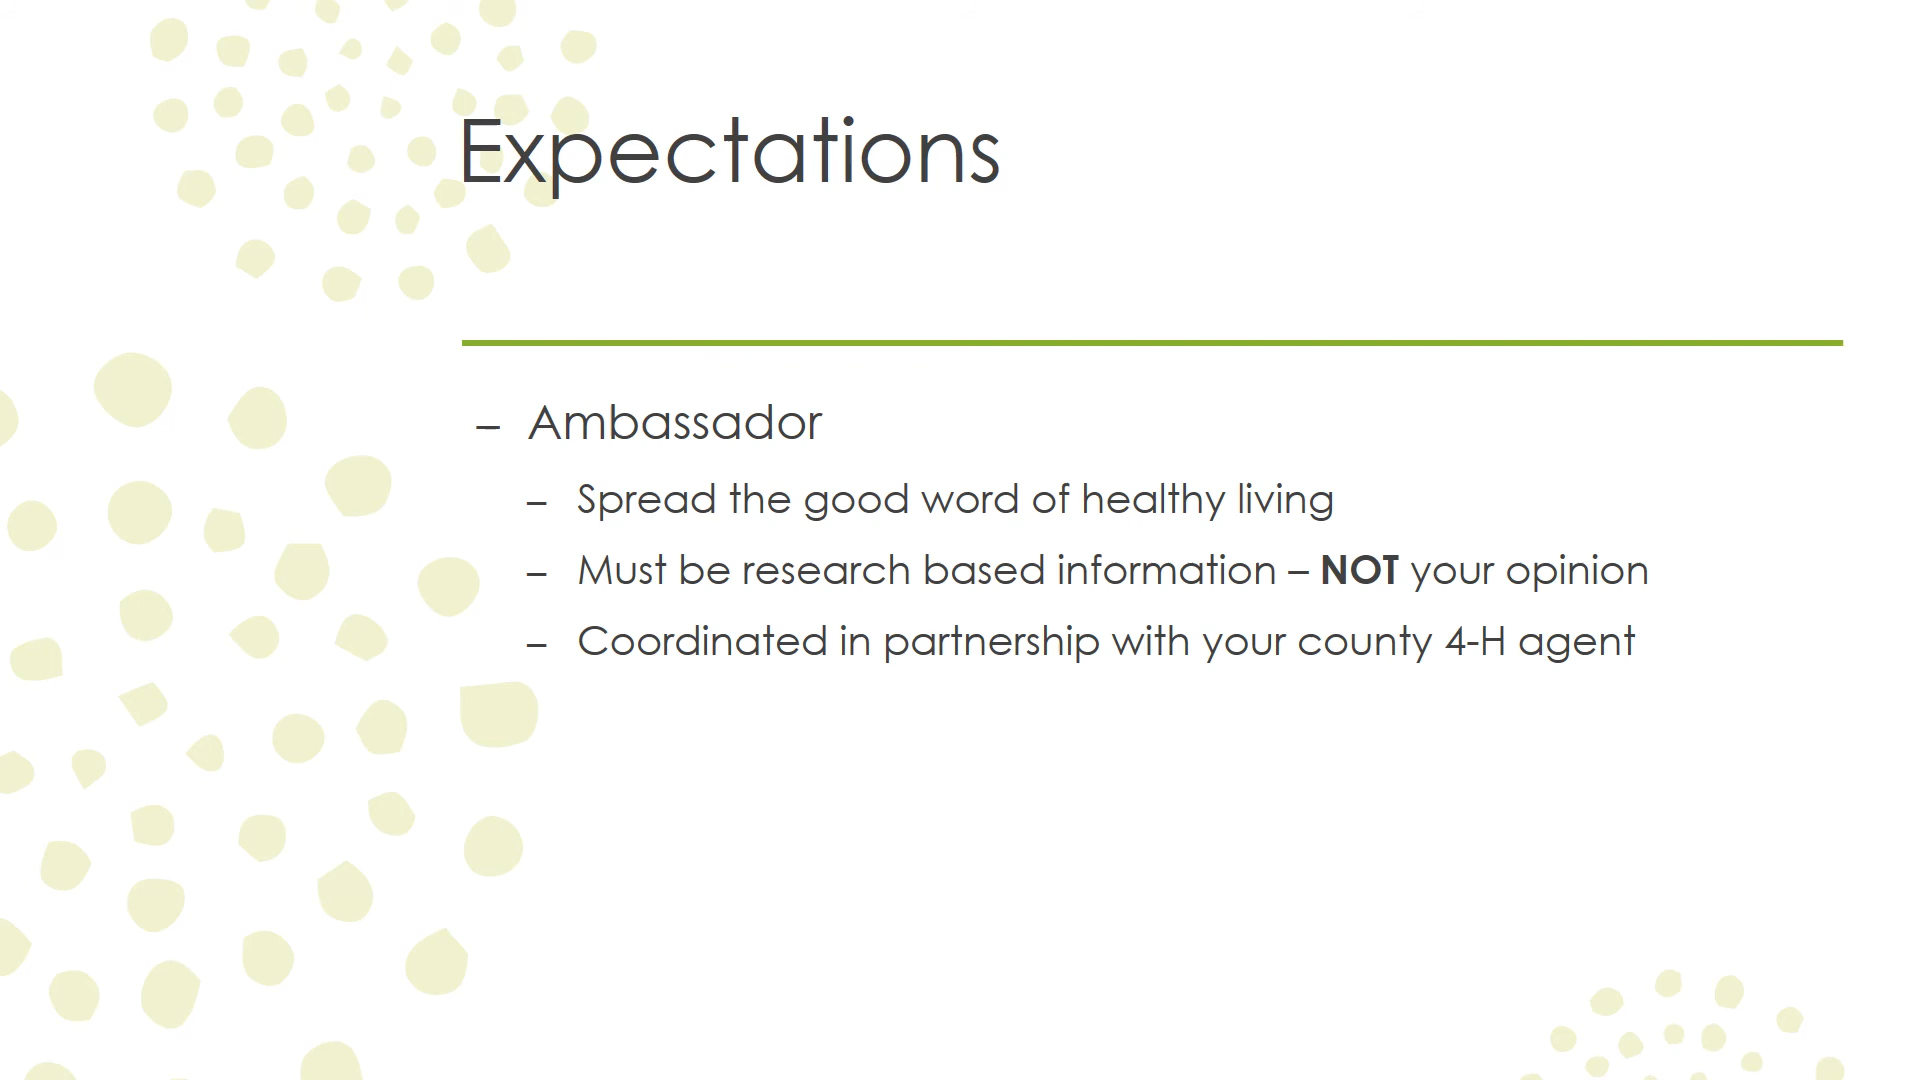 Expectations
– Ambassador
– Spread the good word of healthy living
– Must be research based information – NOT your opinion
– Coordinated in partnership with your county 4-H agent